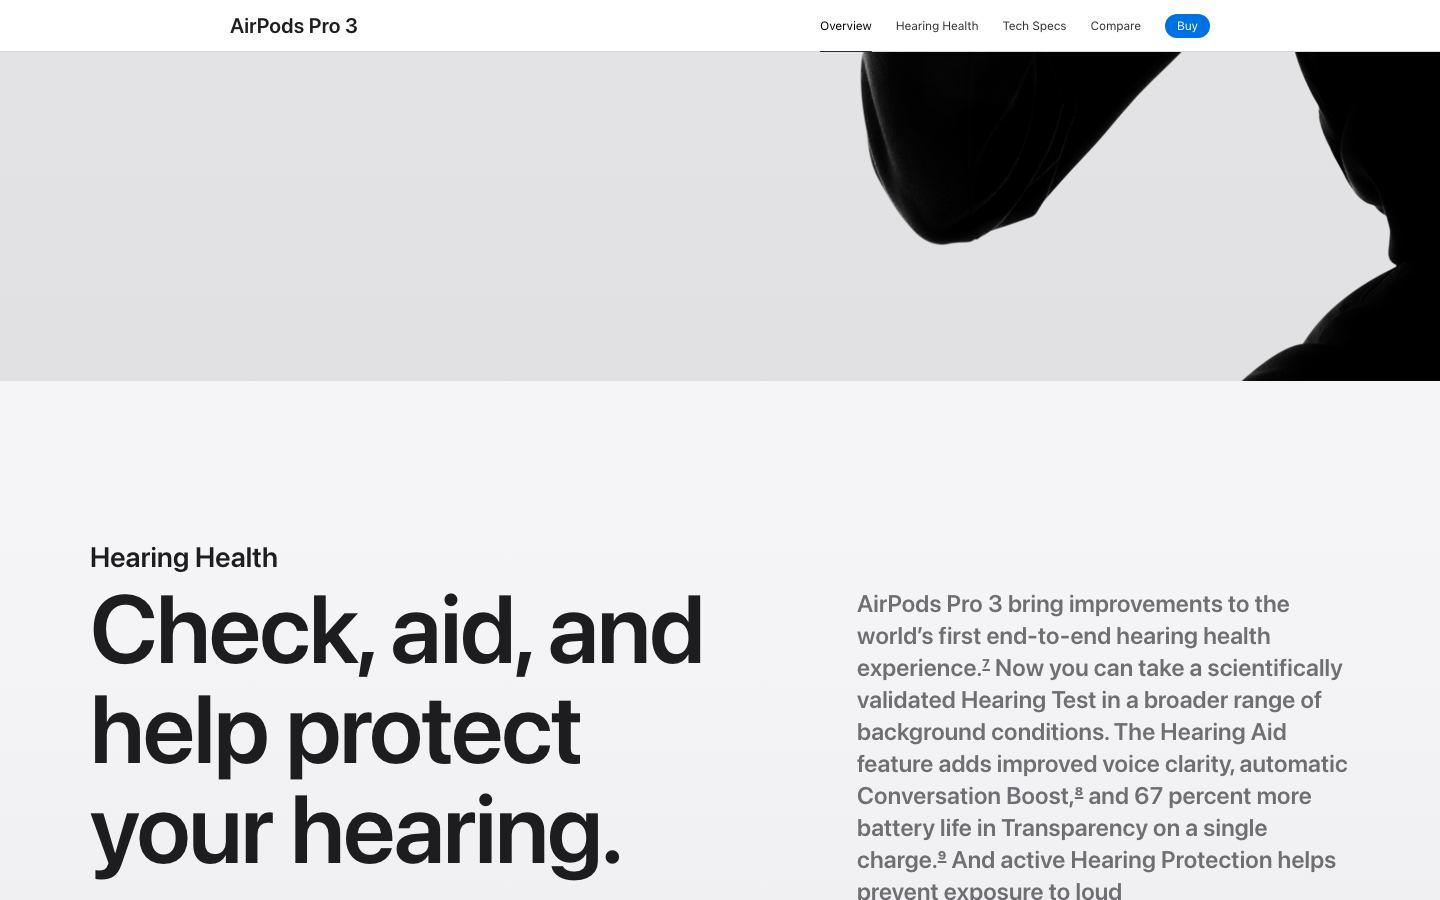 AirPods Pro 3
Overview
Hearing Health
Tech Specs
Compare
Buy
Hearing Health
Check, aid, and
help protect
your hearing.
AirPods Pro 3 bring improvements to the
world’s first end-to-end hearing health
experience.7 Now you can take a scientifically
validated Hearing Test in a broader range of
background conditions. The Hearing Aid
feature adds improved voice clarity, automatic
Conversation Boost,8 and 67 percent more
battery life in Transparency on a single
charge.9 And active Hearing Protection helps
prevent exposure to loud